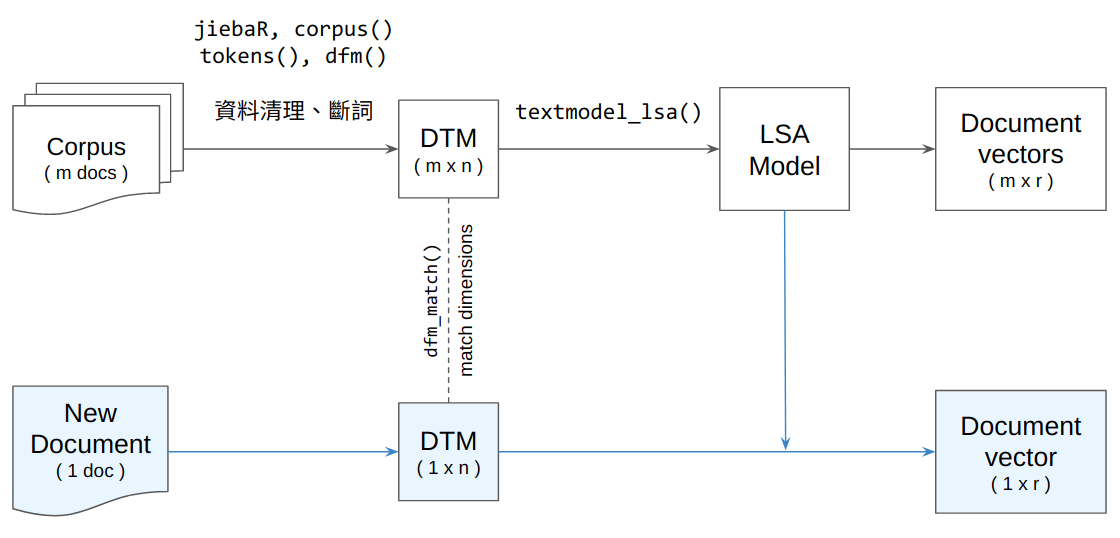 jiebaR, corpus()
tokens(), dfm()
資料清理、斷詞
Corpus
( m docs )
DTM
( m x n )
textmodel_lsa()
LSA
Model
Document
vectors
( m x r )
dfm_match()
match dimensions
New
Document
( 1 doc )
DTM
( 1 x n )
Document
vector
( 1 x r )